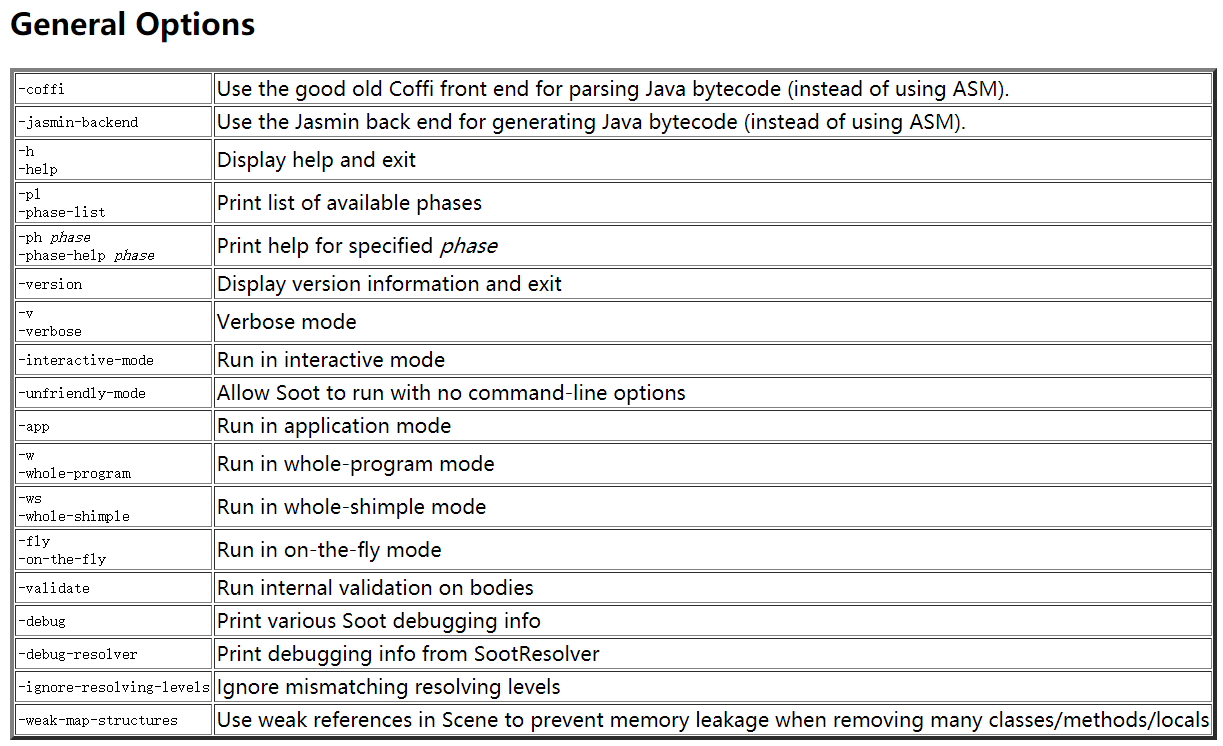 General Options
-coffi Use the good old Coffi front end for parsing Java bytecode (instead of using ASM).
-jasmin-backend Use the Jasmin back end for generating Java bytecode (instead of using ASM).
-h
-help Display help and exit
-pl
-phase-list Print list of available phases
-ph phase
-phase-help phase Print help for specified phase
-version Display version information and exit
-v
-verbose Verbose mode
-interactive-mode Run in interactive mode
-unfriendly-mode Allow Soot to run with no command-line options
-app Run in application mode
-w
-whole-program Run in whole-program mode
-ws
-whole-shimple Run in whole-shimple mode
-fly
-on-the-fly Run in on-the-fly mode
-validate Run internal validation on bodies
-debug Print various Soot debugging info
-debug-resolver Print debugging info from SootResolver
-ignore-resolving-levels Ignore mismatching resolving levels
-weak-map-structures Use weak references in Scene to prevent memory leakage when removing many classes/methods/locals